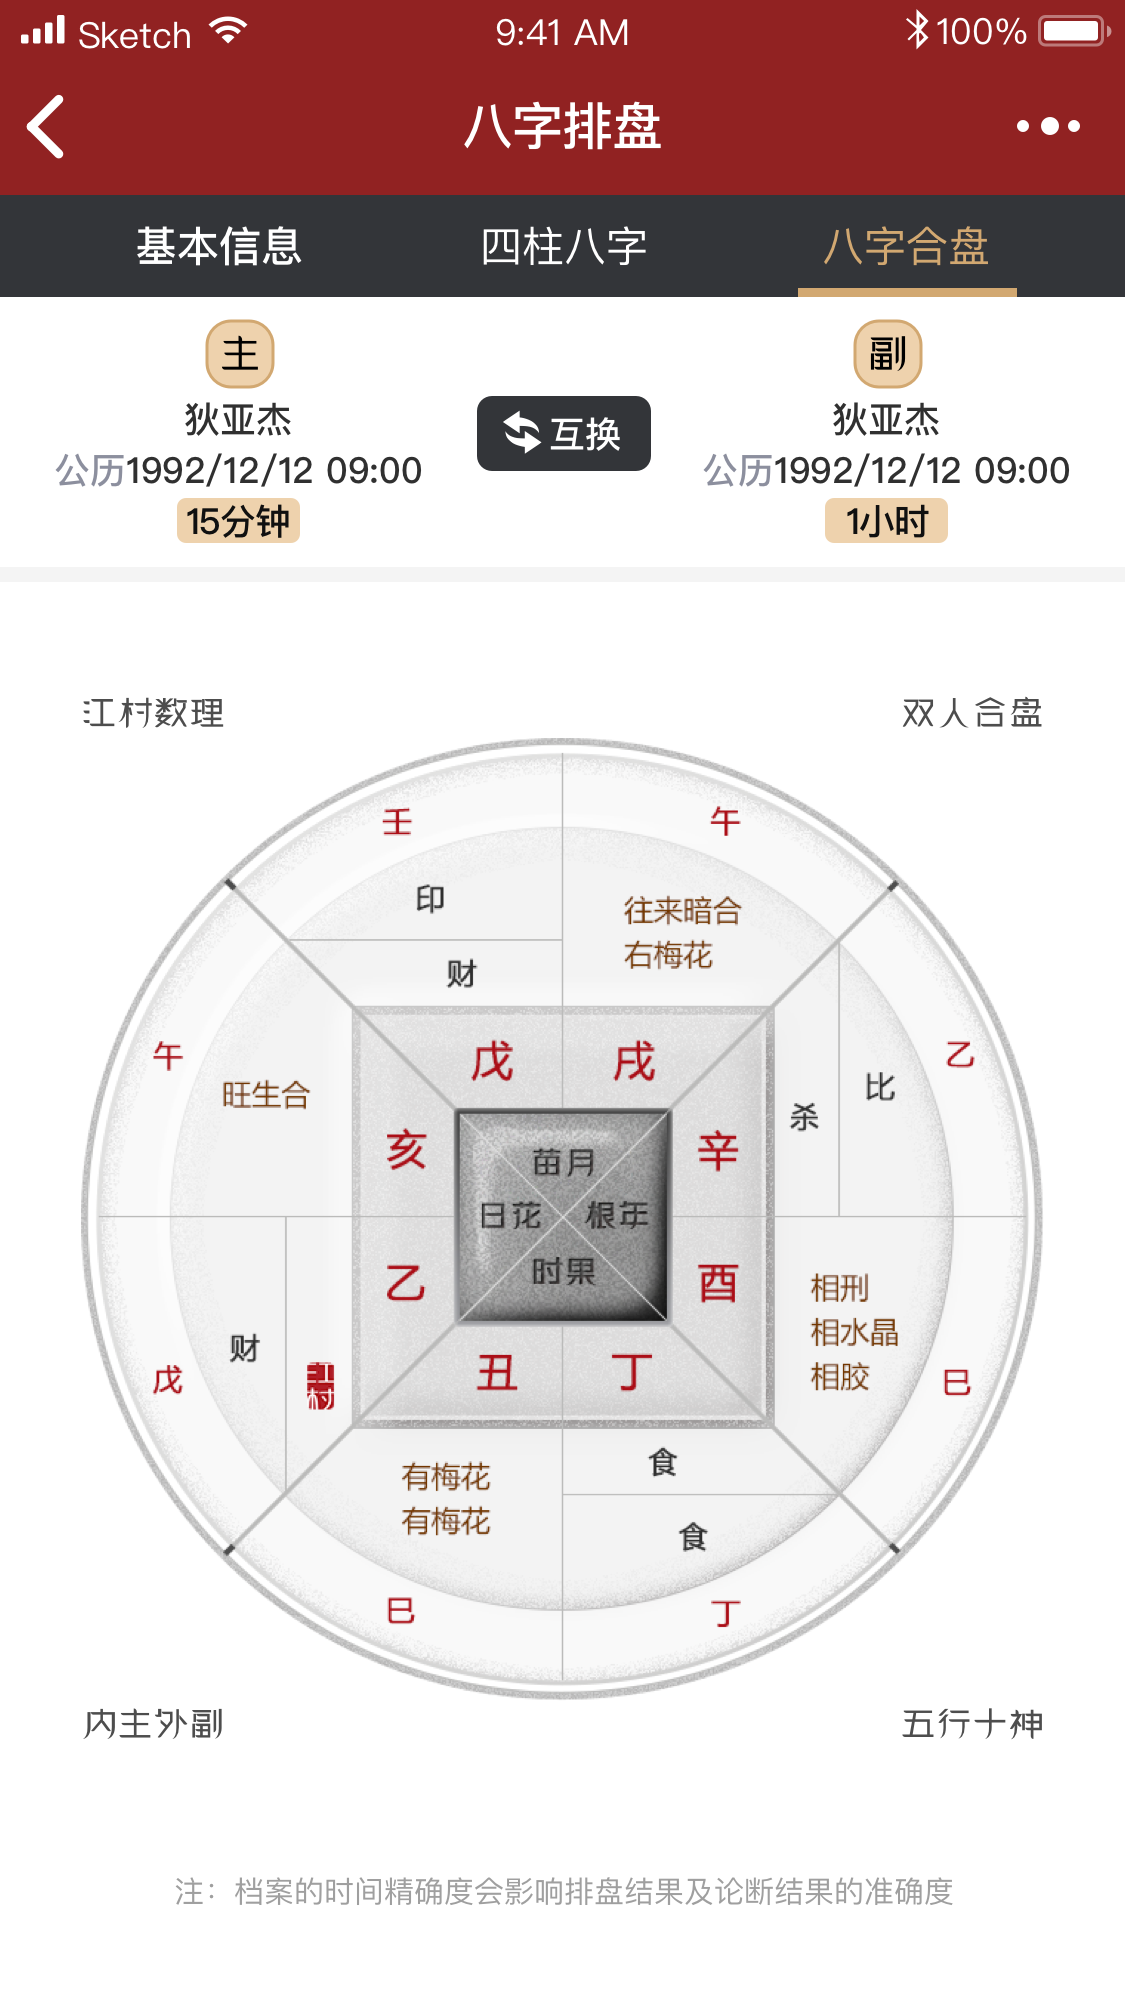 Sketch
9:41 AM
100%
八字排盘
基本信息
四柱八字
八字合盘
主
副
狄亚杰
互换
狄亚杰
公历1992/12/12 09:00
公历1992/12/12 09:00
15分钟
1小时
江村数理
双人合盘
壬
午
印
往来暗合
右梅花
财
午
戊
戌
乙
旺生合
比
杀
亥
辛
苗月
日花
根年
时果
乙
酉
相刑
相水晶
相胶
财
江村
戊
巳
丑
丁
有梅花
有梅花
食
食
巳
丁
内主外副
五行十神
注：档案的时间精确度会影响排盘结果及论断结果的准确度